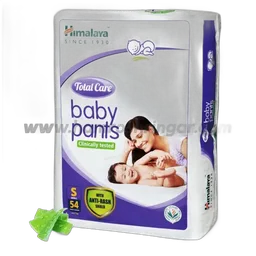 Himalaya
SINCE 1930
Total Care
baby
pants
Clinically tested
WITH
ANTI-RASH
SHIELD
S
54